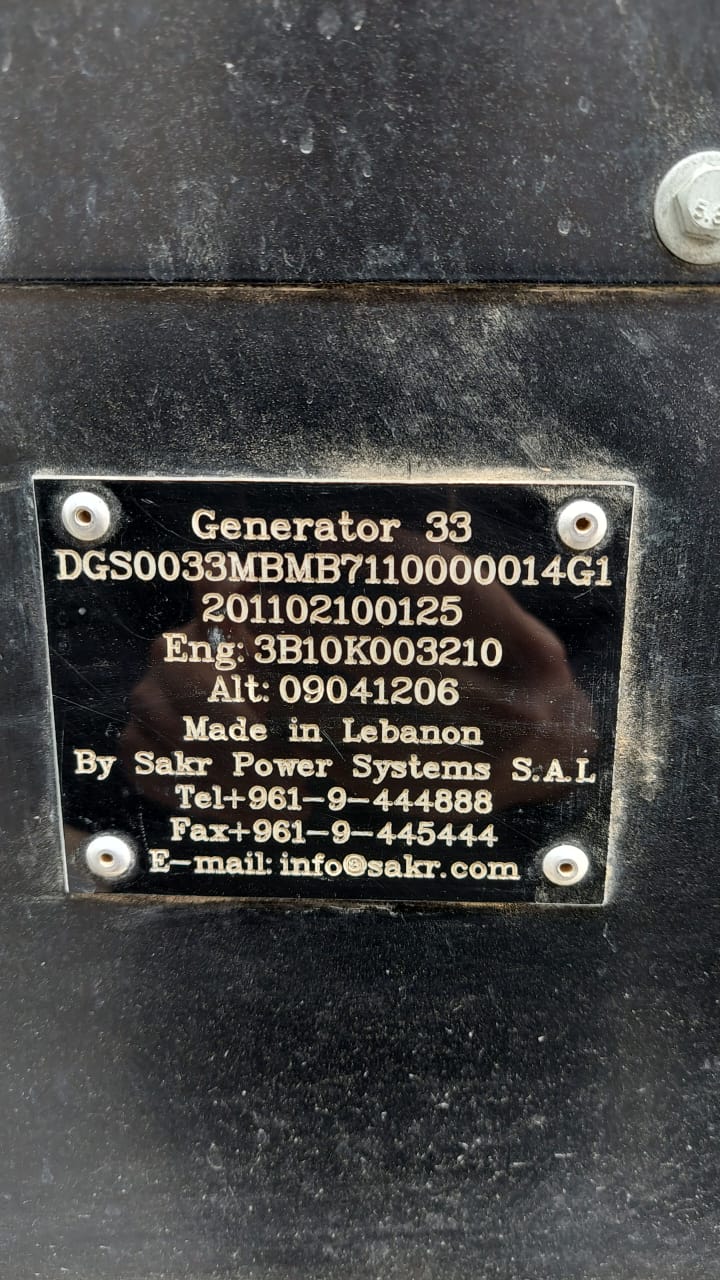 Generator 33
DGS0033MBMB7110000014G1
201102100125
Eng: 3B10K003210
Alt: 09041206
Made in Lebanon
By Sakr Power Systems S.A.L
Tel+961-9-444888
Fax+961-9-445444
E-mail: info@sakr.com